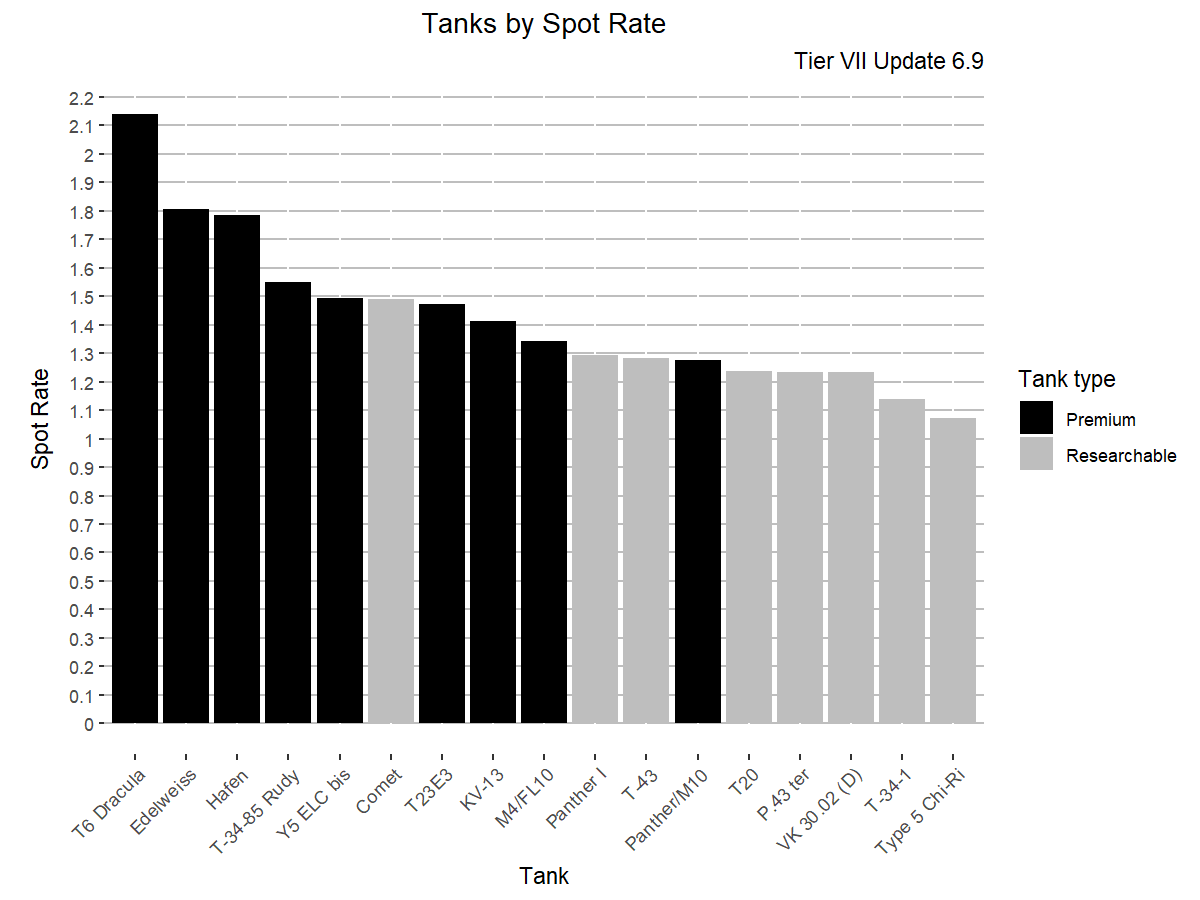 Tanks by Spot Rate
Tier VII Update 6.9
2.2
2.1
2
1.9
1.8
1.7
1.6
1.5
1.4
1.3
1.2
1.1
1
0.9
0.8
0.7
0.6
0.5
0.4
0.3
0.2
0.1
0
Spot Rate
T6 Dracula
Edelweiss
Hafen
T-34-85 Rudy
Y5 ELC bis
Comet
T23E3
KV-13
M4/FL10
Panther I
T-43
Panther/M10
T20
P.43 ter
VK 30.02 (D)
T-34-1
Type 5 Chi-Ri
Tank
Tank type
Premium
Researchable